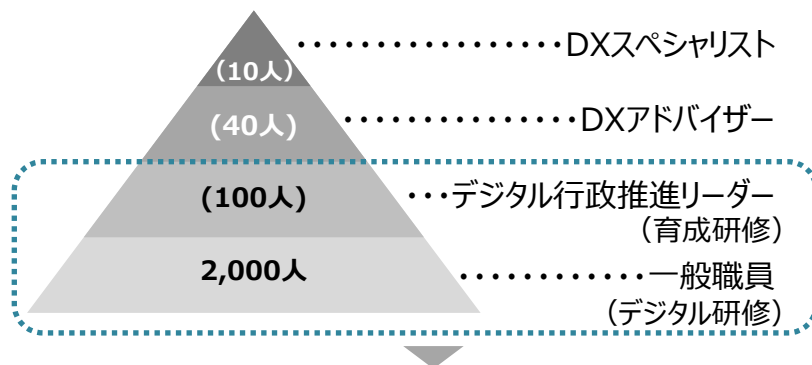 (10人) ・・・・・・・・・・・・・・・・・DXスペシャリスト
(40人) ・・・・・・・・・・・・・・・DXアドバイザー
(100人) ・・・デジタル行政推進リーダー
(育成研修)
2,000人 ・・・・・・・・・・・・一般職員
(デジタル研修)